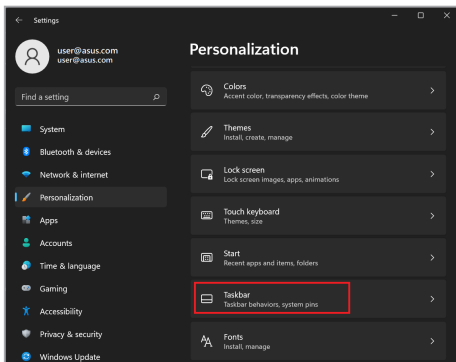 Settings
user@asus.com
user@asus.com
Find a setting
System
Bluetooth & devices
Network & internet
Personalization
Apps
Accounts
Time & language
Gaming
Accessibility
Privacy & security
Windows Update
Personalization
Colors
Accent color, transparency effects, color theme
Themes
Install, create, manage
Lock screen
Lock screen images, apps, animations
Touch keyboard
Themes, size
Start
Recent apps and items, folders
Taskbar
Taskbar behaviors, system pins
Fonts
Install, manage